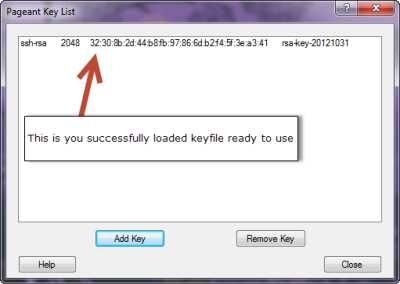 Pageant Key List
ssh-rsa 2048 32:30:8b:2d:44:b8:fb:97:86:6d:b2:f4:5f:3e:a3:41 rsa-key-20121031
This is you successfully loaded keyfile ready to use
Add Key Remove Key
Help Close